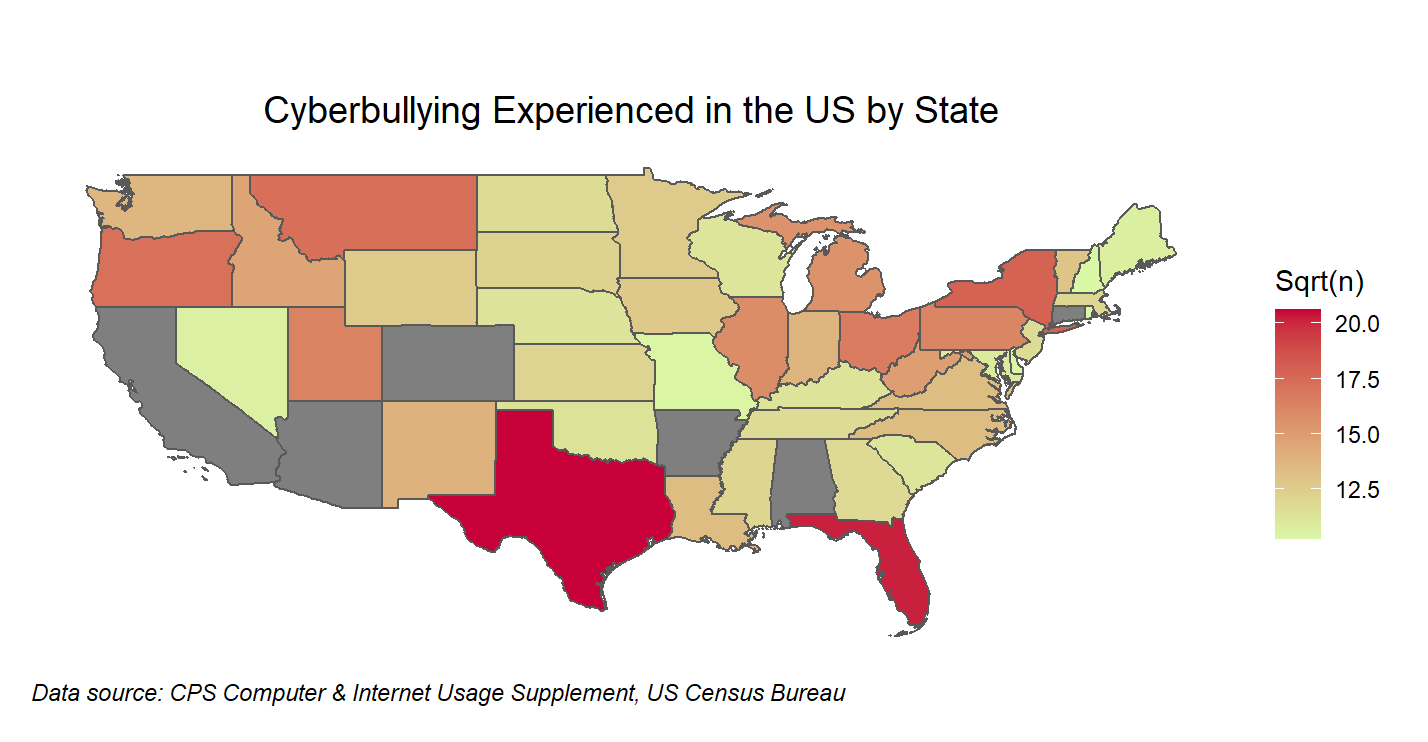 Cyberbullying Experienced in the US by State
Sqrt(n)
20.0
17.5
15.0
12.5
Data source: CPS Computer & Internet Usage Supplement, US Census Bureau